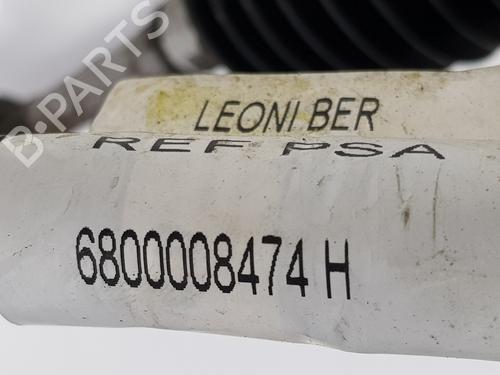 B-PARTS
LEONI BER
REF PSA
6800008474 H